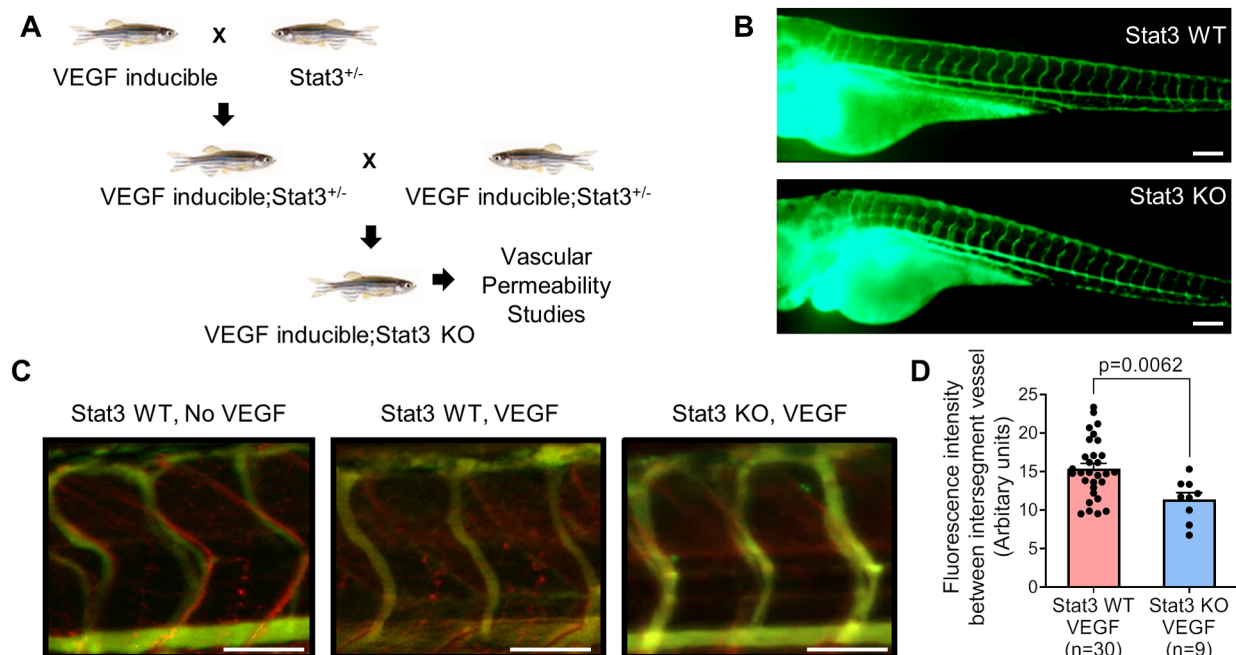 A
X
VEGF inducible
Stat3+/-
X
VEGF inducible;Stat3+/-
VEGF inducible;Stat3+/-
Vascular
Permeability
Studies
VEGF inducible;Stat3 KO
B
Stat3 WT
Stat3 KO
C
Stat3 WT, No VEGF
Stat3 WT, VEGF
Stat3 KO, VEGF
D
p=0.0062
Fluorescence intensity
between intersegment vessel
(Arbitary units)
25
20
15
10
5
0
Stat3 WT
VEGF
(n=30)
Stat3 KO
VEGF
(n=9)